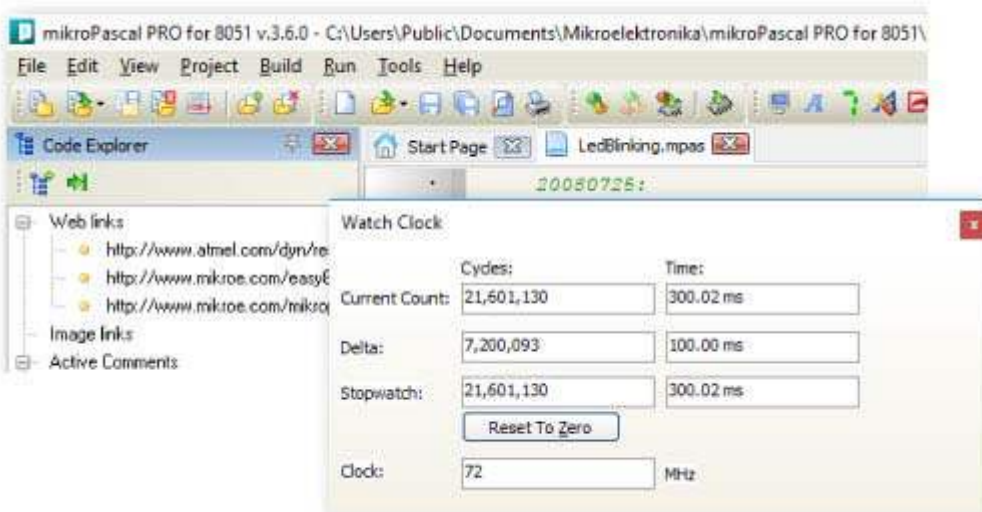 mikroPascal PRO for 8051 v.3.6.0 - C:\Users\Public\Documents\Mikroelektronika\mikroPascal PRO for 8051\
File Edit View Project Build Run Tools Help
Code Explorer
Start Page LedBlinking.mpas
20080725:
Web links
http://www.atmel.com/dyn/re
http://www.mikroe.com/easy
http://www.mikroe.com/mikro
Image links
Active Comments
Watch Clock
Cycles: Time:
Current Count: 21,601,130 300.02 ms
Delta: 7,200,093 100.00 ms
Stopwatch: 21,601,130 300.02 ms
Reset To Zero
Clock: 72 MHz